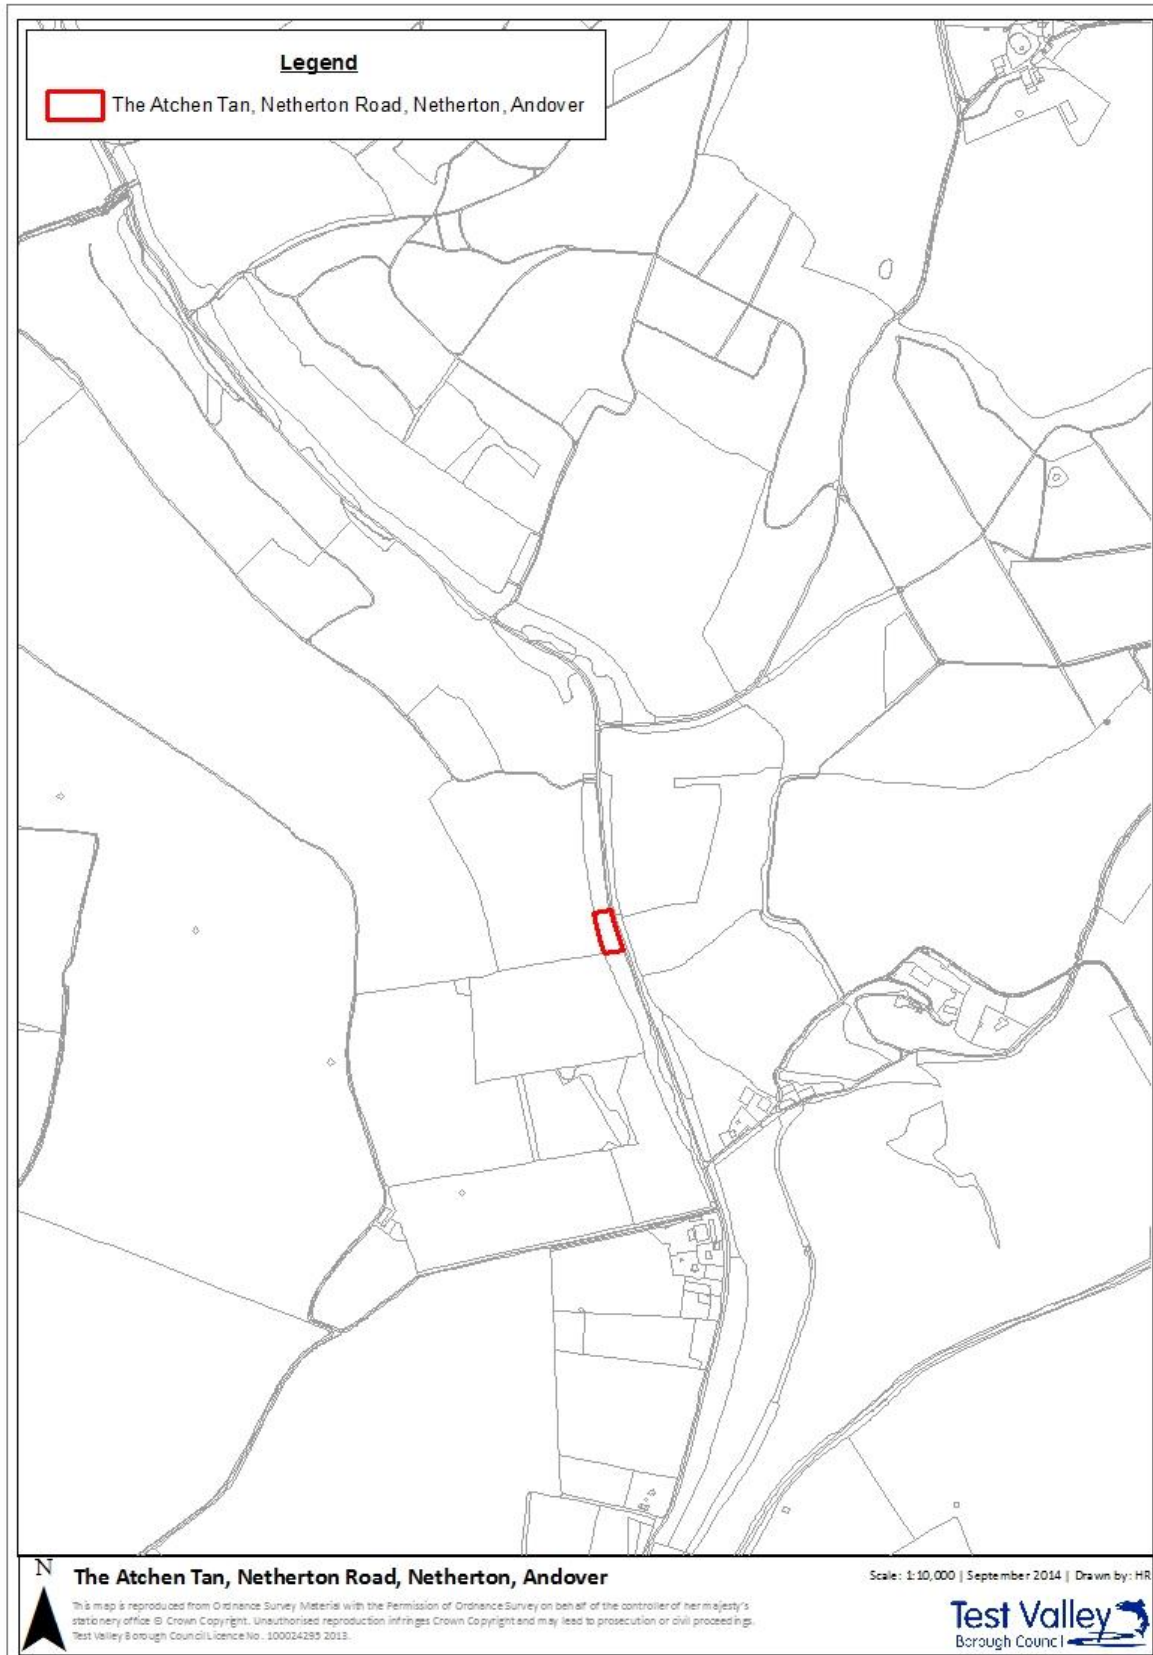 Legend
The Atchen Tan, Netherton Road, Netherton, Andover
N
The Atchen Tan, Netherton Road, Netherton, Andover
Scale: 1:10,000 | September 2014 | Drawn by: HR
This map is reproduced from Ordnance Survey Material with the Permission of Ordnance Survey on behalf of the controller of her majesty's
stationery office © Crown Copyright. Unauthorised reproduction infringes Crown Copyright and may lead to prosecution or civil proceedings.
Test Valley Borough Council Licence No. 100024295 2013.
Test Valley
Borough Council